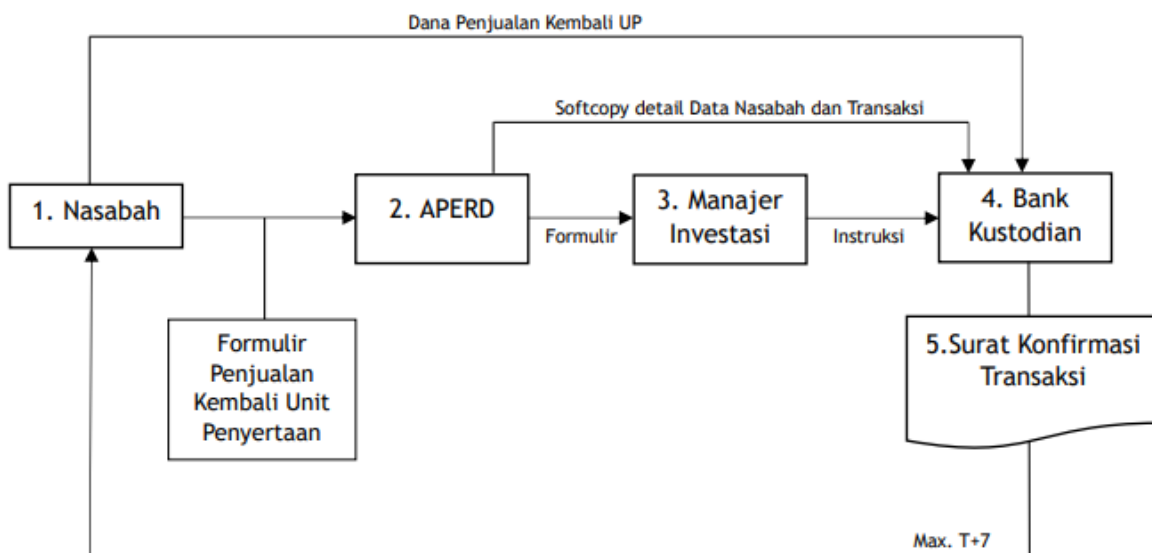 Dana Penjualan Kembali UP
Softcopy detail Data Nasabah dan Transaksi
1. Nasabah
2. APERD
Formulir
3. Manajer
Investasi
Instruksi
4. Bank
Kustodian
Formulir
Penjualan
Kembali Unit
Penyertaan
5.Surat Konfirmasi
Transaksi
Max. T+7